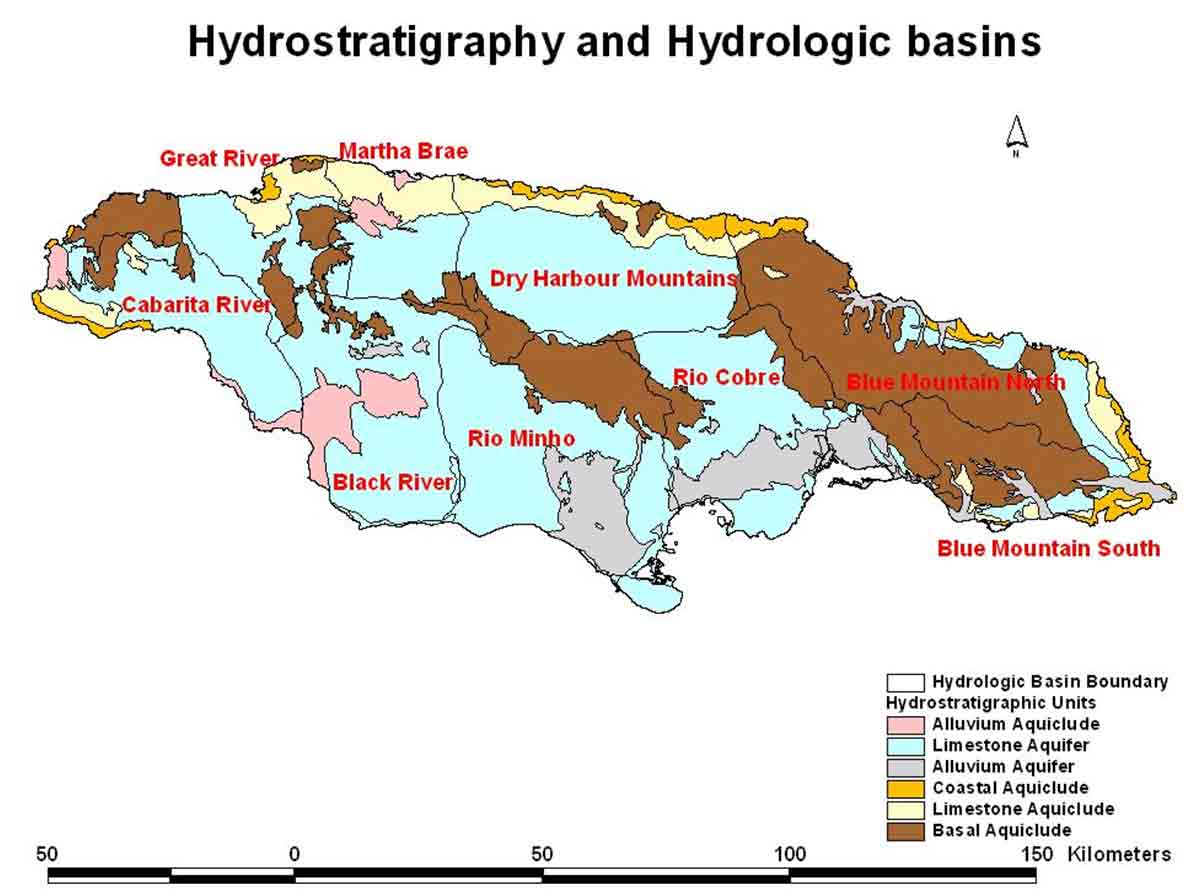 Hydrostratigraphy and Hydrologic basins
N
Great River
Martha Brae
Dry Harbour Mountains
Cabarita River
Rio Cobre
Blue Mountain North
Rio Minho
Black River
Blue Mountain South
Hydrologic Basin Boundary
Hydrostratigraphic Units
Alluvium Aquiclude
Limestone Aquifer
Alluvium Aquifer
Coastal Aquiclude
Limestone Aquiclude
Basal Aquiclude
50 0 50 100 150 Kilometers